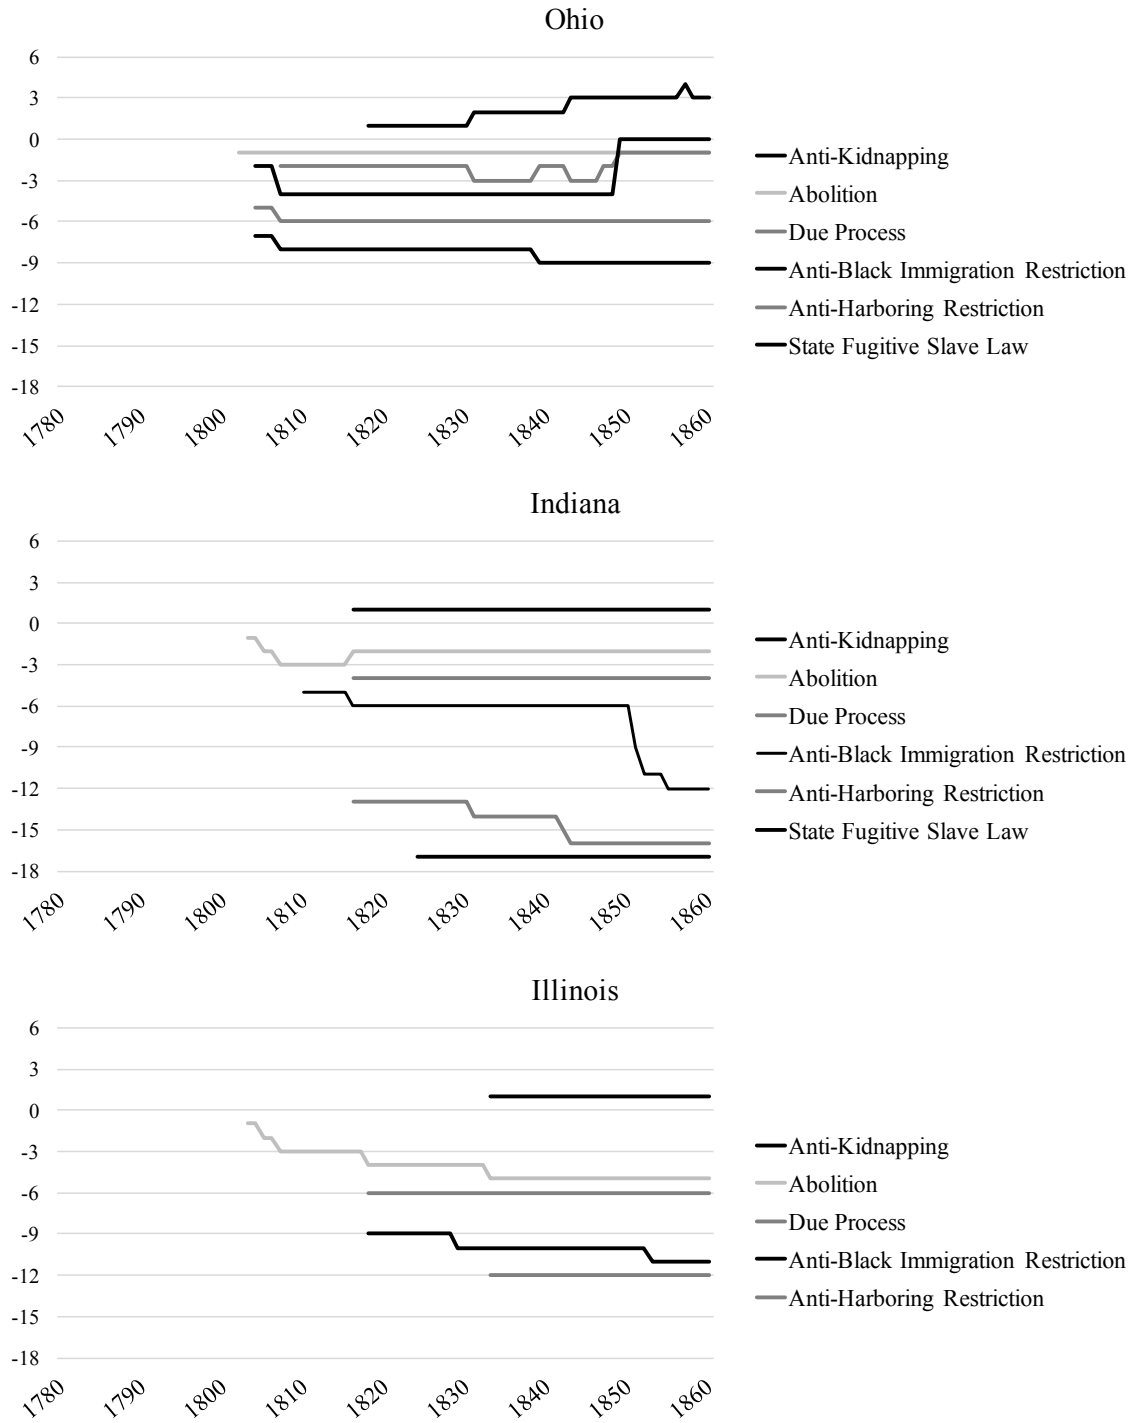 Ohio
6
3
0
-3
-6
-9
-12
-15
-18
1780 1790 1800 1810 1820 1830 1840 1850 1860
Anti-Kidnapping
Abolition
Due Process
Anti-Black Immigration Restriction
Anti-Harboring Restriction
State Fugitive Slave Law
Indiana
6
3
0
-3
-6
-9
-12
-15
-18
1780 1790 1800 1810 1820 1830 1840 1850 1860
Anti-Kidnapping
Abolition
Due Process
Anti-Black Immigration Restriction
Anti-Harboring Restriction
State Fugitive Slave Law
Illinois
6
3
0
-3
-6
-9
-12
-15
-18
1780 1790 1800 1810 1820 1830 1840 1850 1860
Anti-Kidnapping
Abolition
Due Process
Anti-Black Immigration Restriction
Anti-Harboring Restriction